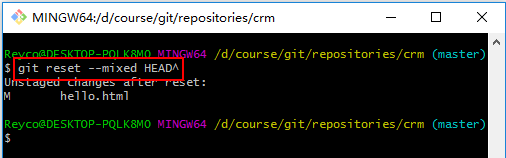 MINGW64:/d/course/git/repositories/crm
Reyco@DESKTOP-PQLK8MO MINGW64 /d/course/git/repositories/crm (master)
$ git reset --mixed HEAD^
Unstaged changes after reset:
M       hello.html
Reyco@DESKTOP-PQLK8MO MINGW64 /d/course/git/repositories/crm (master)
$